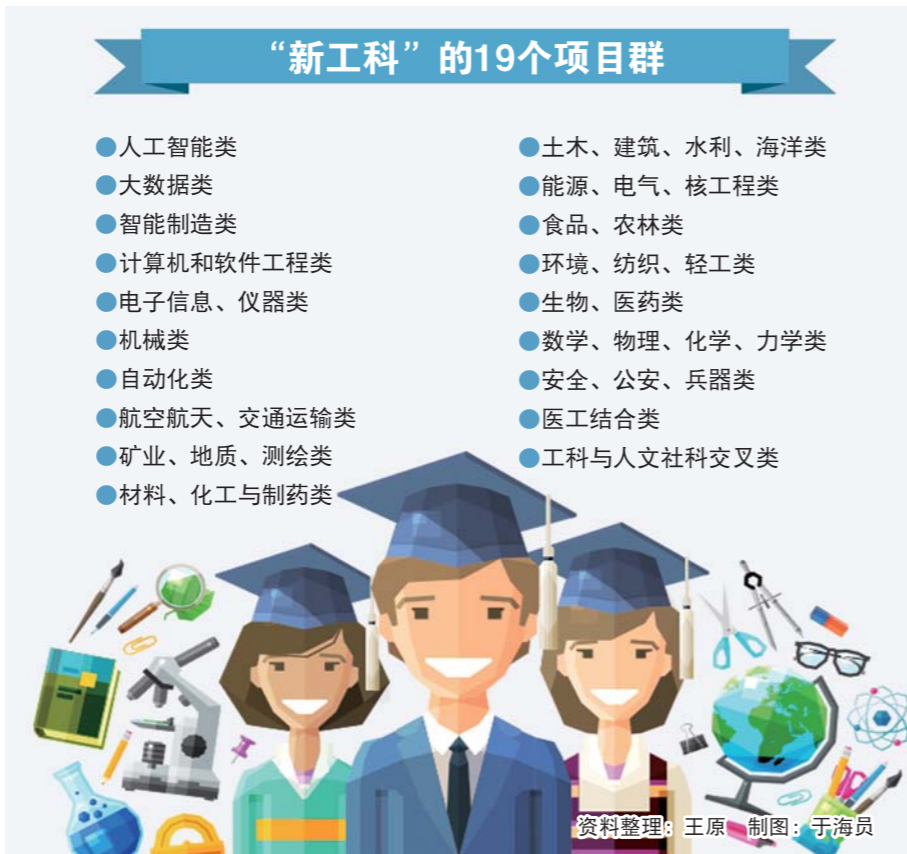 “新工科”的19个项目群
●人工智能类
●大数据类
●智能制造类
●计算机和软件工程类
●电子信息、仪器类
●机械类
●自动化类
●航空航天、交通运输类
●矿业、地质、测绘类
●材料、化工与制药类
●土木、建筑、水利、海洋类
●能源、电气、核工程类
●食品、农林类
●环境、纺织、轻工类
●生物、医药类
●数学、物理、化学、力学类
●安全、公安、兵器类
●医工结合类
●工科与人文社科交叉类
资料整理：王原 制图：于海员